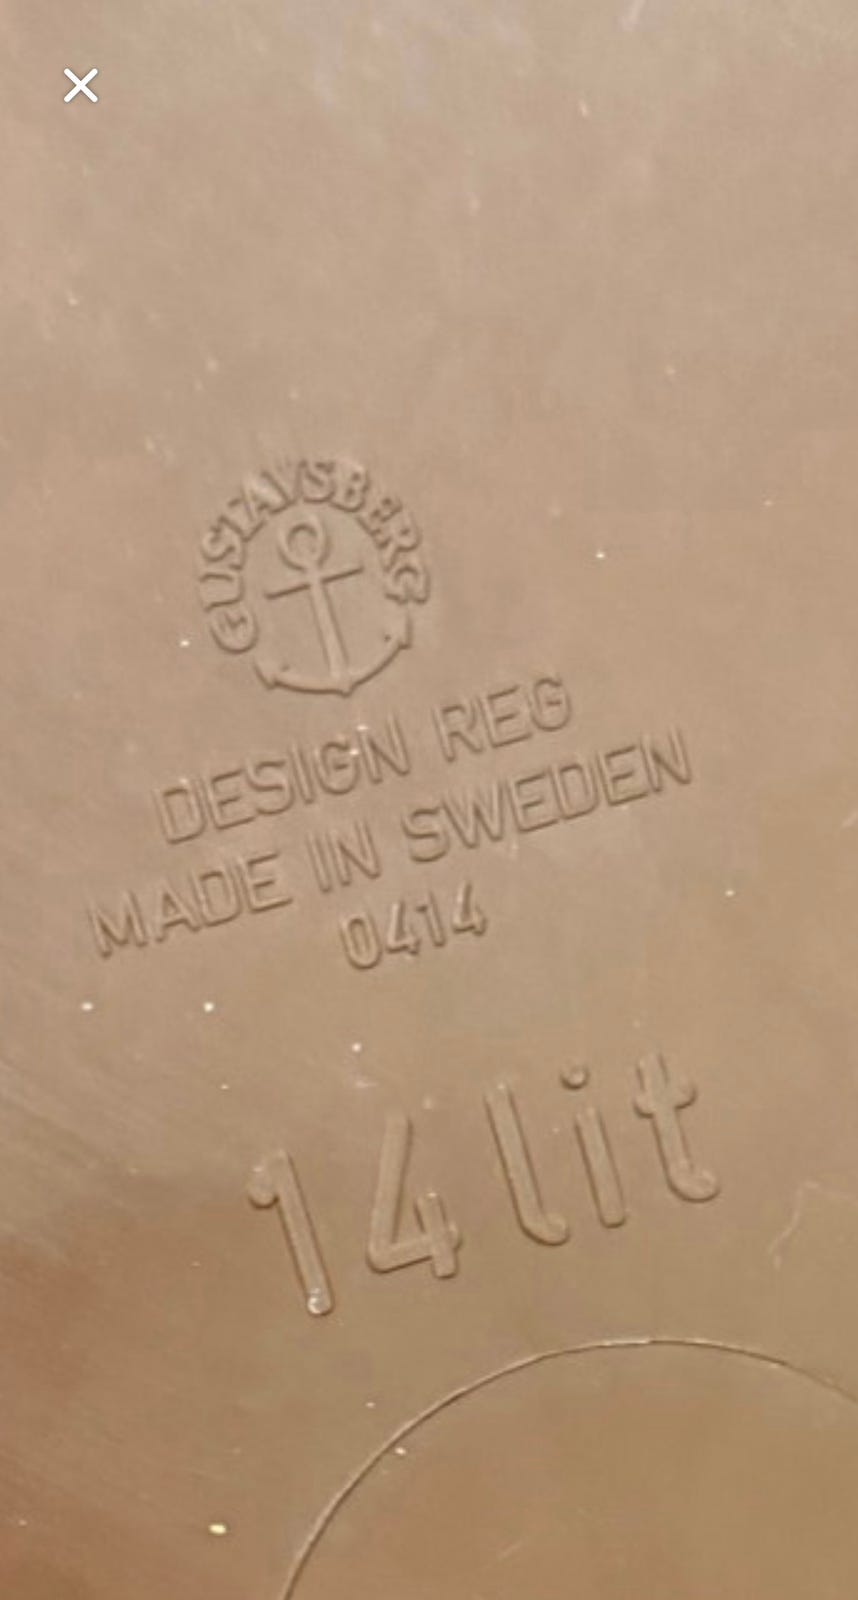 GUSTAVSBERG
DESIGN REG
MADE IN SWEDEN
0414
14 lit